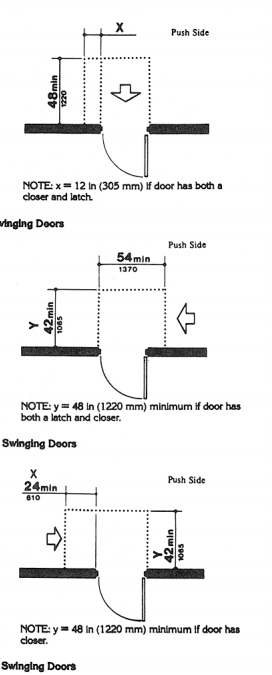 X
Push Side
48min
1220
NOTE: x = 12 in (305 mm) if door has both a
closer and latch.
winging Doors
Push Side
54min
1370
Y
42min
1065
NOTE: y = 48 in (1220 mm) minimum if door has
both a latch and closer.
Swinging Doors
X
24min
610
Push Side
Y
42min
1065
NOTE: y = 48 in (1220 mm) minimum if door has
closer.
Swinging Doors